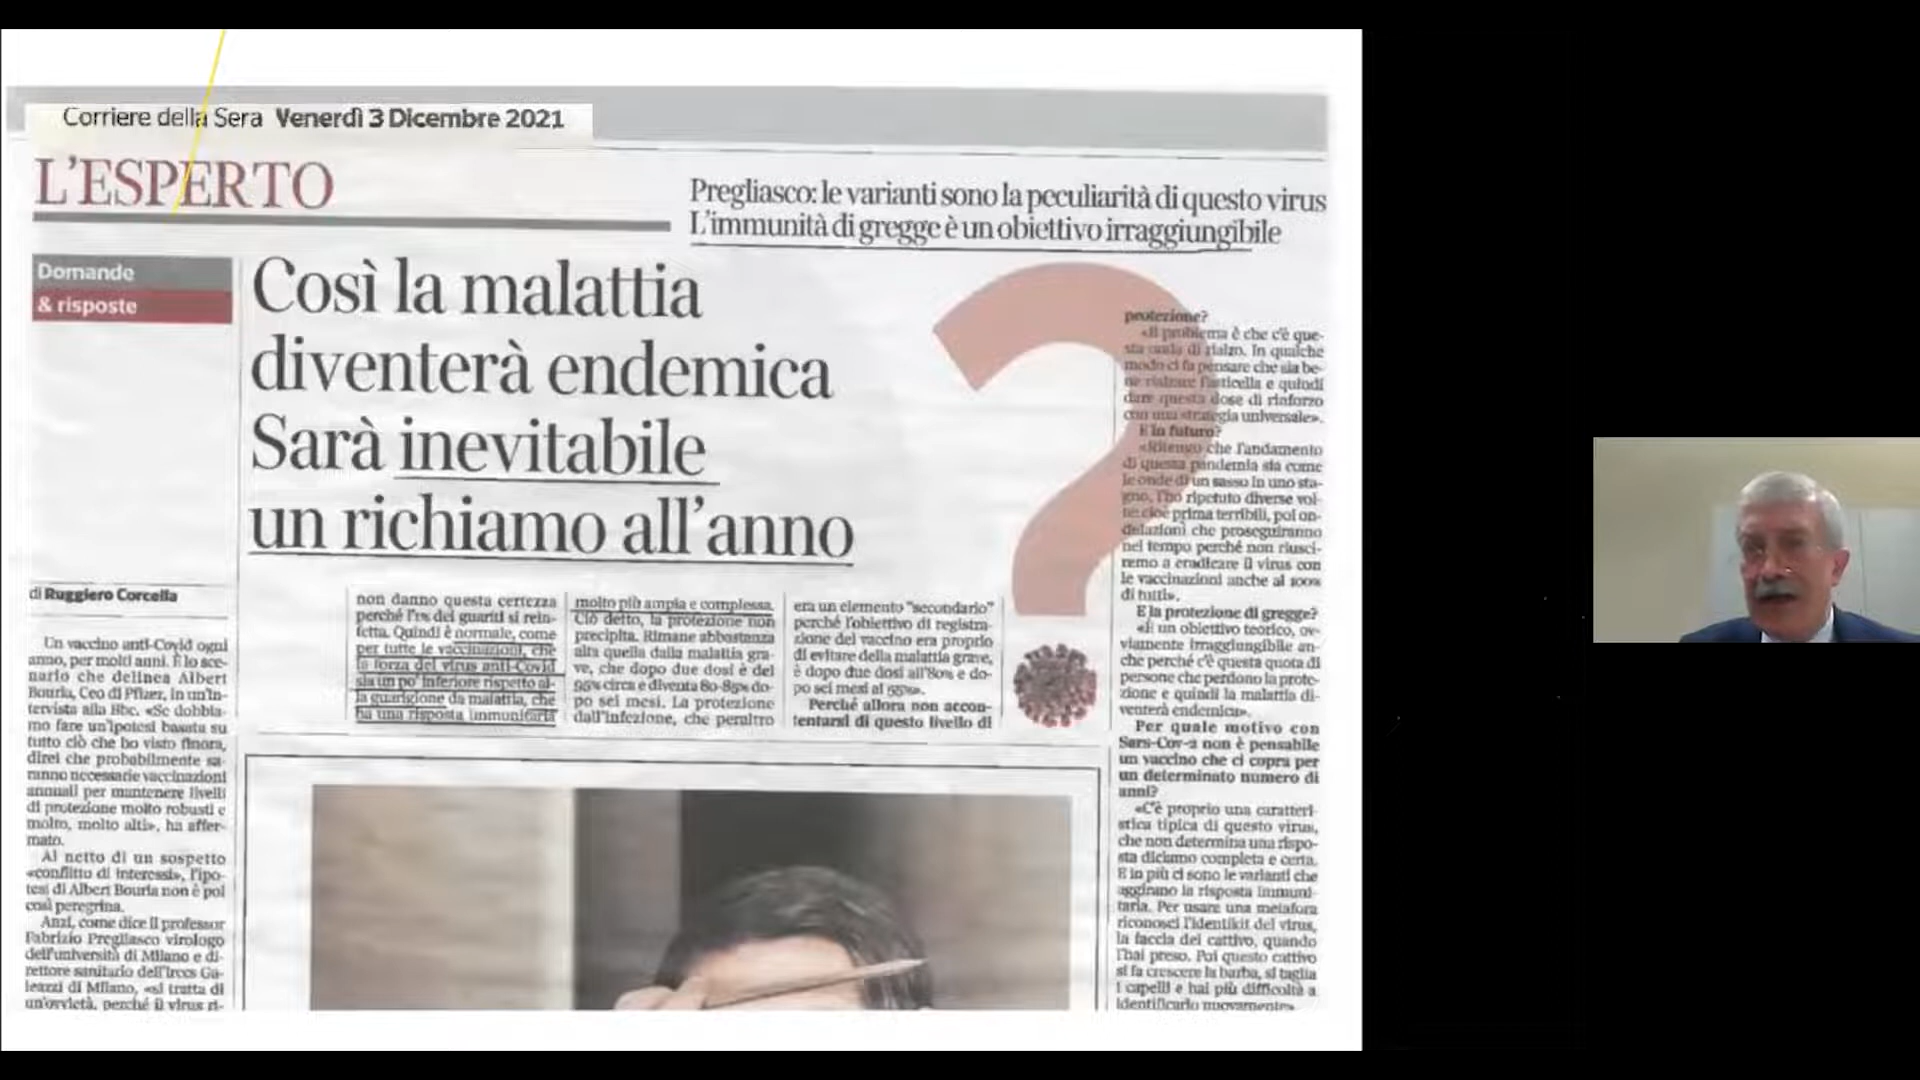 Corriere della Sera Venerdì 3 Dicembre 2021
L'ESPERTO
Pregliasco: le varianti sono la peculiarità di questo virus
L'immunità di gregge è un obiettivo irraggiungibile
Domande
& risposte
Così la malattia
diventerà endemica
Sarà inevitabile
un richiamo all'anno
di Ruggiero Corcella
Un vaccino anti-Covid ogni
anno, per molti anni. È lo sce-
nario che delinea Albert
Bourla, Ceo di Pfizer, in un'in-
tervista alla Bbc. «Se dobbia-
mo fare un'ipotesi basata su
tutto ciò che ho visto finora,
direi che probabilmente sa-
ranno necessarie vaccinazioni
annuali per mantenere livelli
di protezione molto robusti e
molto, molto alti», ha affer-
mato.
Al netto di un sospetto
«conflitto di interessi», l'ipo-
tesi di Albert Bourla non è poi
così peregrina.
Anzi, come dice il professor
Fabrizio Pregliasco virologo
dell'università di Milano e di-
rettore sanitario dell'Irccs Ga-
leazzi di Milano, «si tratta di
un'ovvietà, perché il virus ri-
non danno questa certezza
perché l'1% dei guariti si rein-
fetta. Quindi è normale, come
per tutte le vaccinazioni, che
la forza del virus anti-Covid
sia un po' inferiore rispetto al-
la guarigione da malattia, che
ha una risposta immunitaria
molto più ampia e complessa.
Ciò detto, la protezione non
precipita. Rimane abbastanza
alta quella dalla malattia gra-
ve, che dopo due dosi è del
95% circa e diventa 80-85% do-
po sei mesi. La protezione
dall'infezione, che peraltro
era un elemento "secondario"
perché l'obiettivo di registra-
zione del vaccino era proprio
di evitare della malattia grave,
è dopo due dosi all'80% e do-
po sei mesi al 55%».
Perché allora non accon-
tentarsi di questo livello di
protezione?
«Il problema è che c'è que-
sta onda di rialzo. In qualche
modo ci fa pensare che sia be-
ne rialzare l'asticella e quindi
dare questa dose di rinforzo
con una strategia universale».
E in futuro?
«Ritengo che l'andamento
di questa pandemia sia come
le onde di un sasso in uno sta-
gno, l'ho ripetuto diverse vol-
te: cioè prima terribili, poi on-
dulazioni che proseguiranno
nel tempo perché non riusci-
remo a eradicare il virus con
le vaccinazioni anche al 100%
di tutti».
E la protezione di gregge?
«È un obiettivo teorico, ov-
viamente irraggiungibile an-
che perché c'è questa quota di
persone che perdono la prote-
zione e quindi la malattia di-
venterà endemica».
Per quale motivo con
Sars-Cov-2 non è pensabile
un vaccino che ci copra per
un determinato numero di
anni?
«C'è proprio una caratteri-
stica tipica di questo virus,
che non determina una rispo-
sta diciamo completa e certa.
E in più ci sono le varianti che
aggirano la risposta immuni-
taria. Per usare una metafora
riconosci l'identikit del virus,
la faccia del cattivo, quando
l'hai preso. Poi questo cattivo
si fa crescere la barba, si taglia
i capelli e hai più difficoltà a
identificarlo nuovamente».